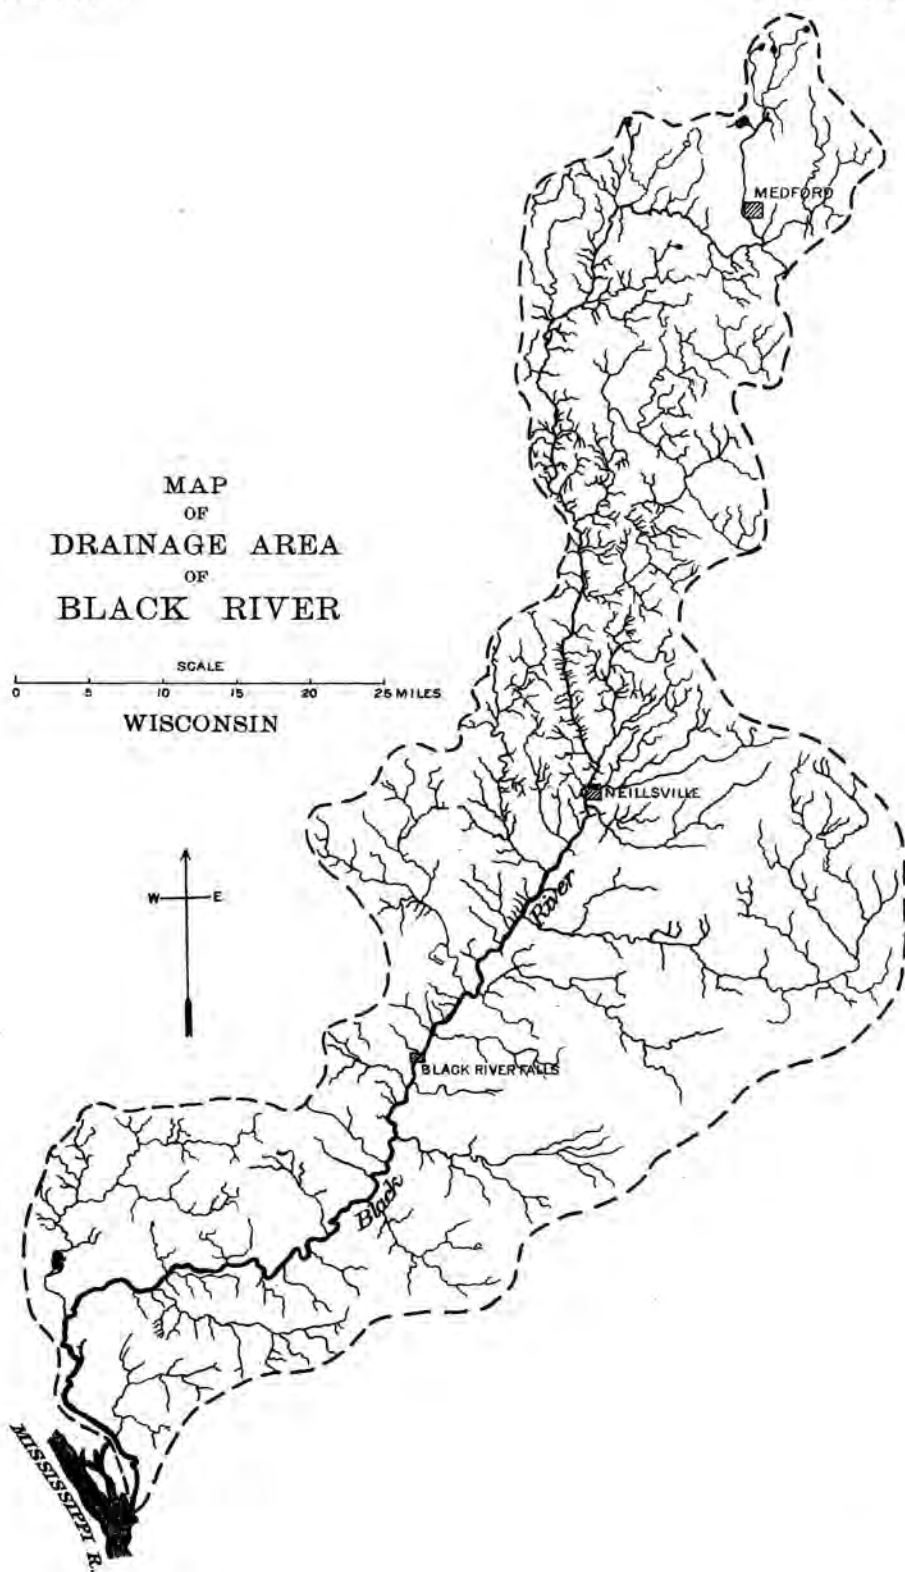 MEDFORD
MAP
OF
DRAINAGE AREA
OF
BLACK RIVER
SCALE
0 5 10 15 20 25 MILES
WISCONSIN
NEILLSVILLE
W E
River
BLACK RIVER FALLS
Black
MISSISSIPPI R.